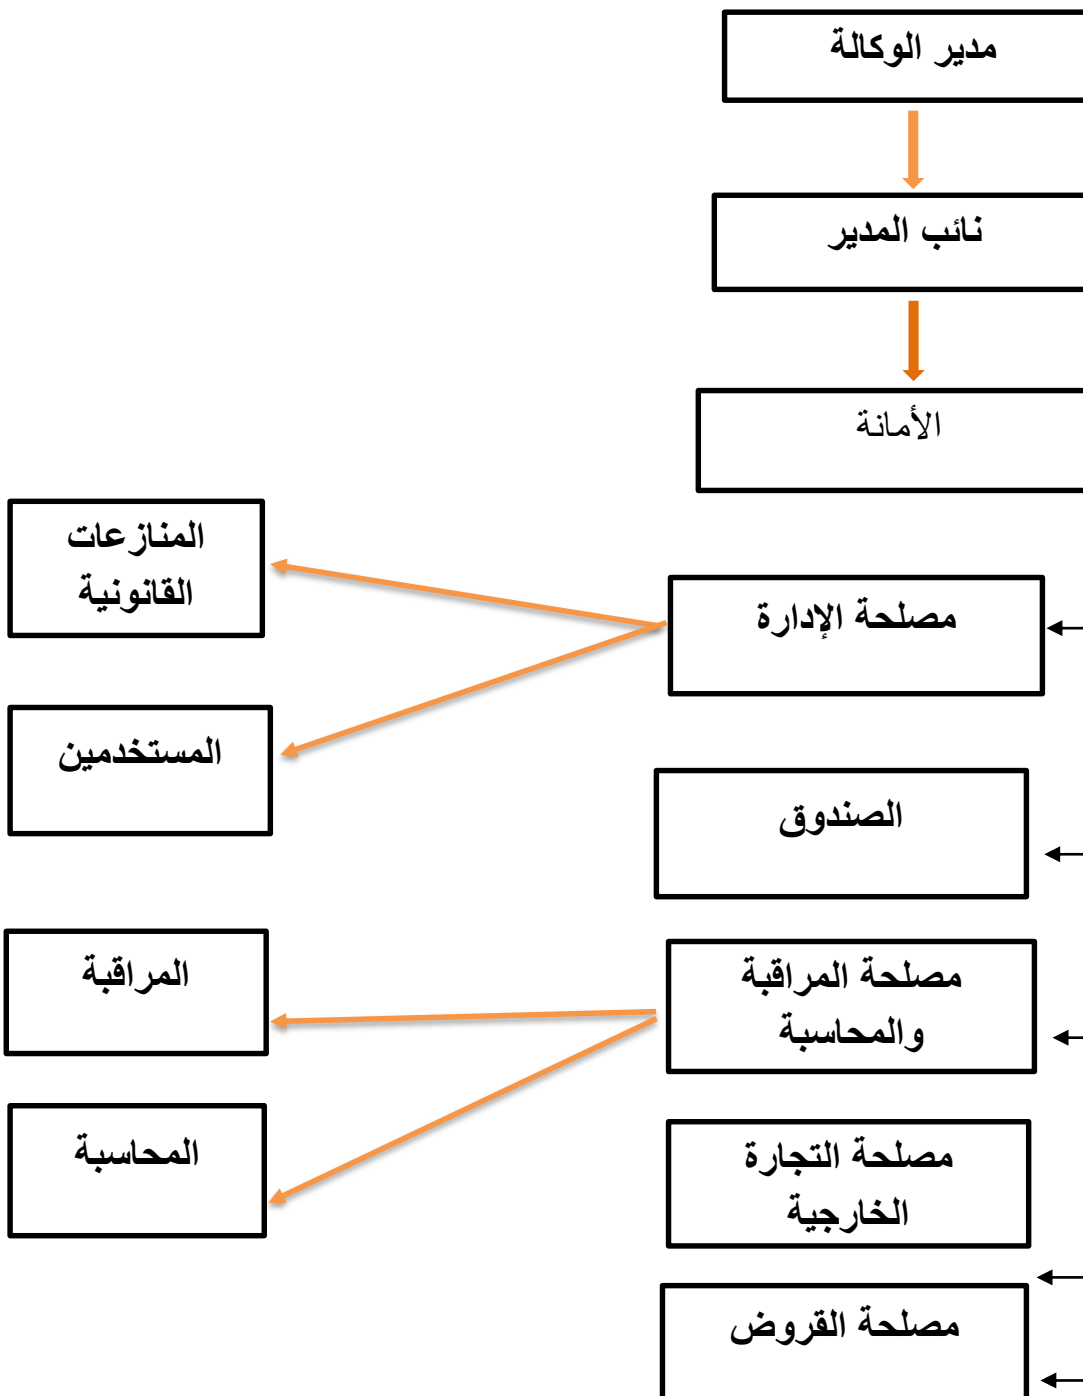 مدير الوكالة
نائب المدير
الأمانة
مصلحة الإدارة
المنازعات
القانونية
المستخدمين
الصندوق
مصلحة المراقبة
والمحاسبة
المراقبة
المحاسبة
مصلحة التجارة
الخارجية
مصلحة القروض